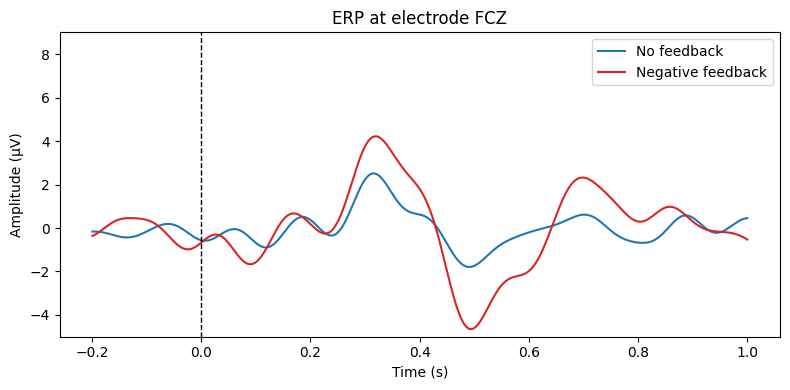 ERP at electrode FCZ
No feedback
Negative feedback
Amplitude (µV)
8
6
4
2
0
−2
−4
−0.2 0.0 0.2 0.4 0.6 0.8 1.0
Time (s)